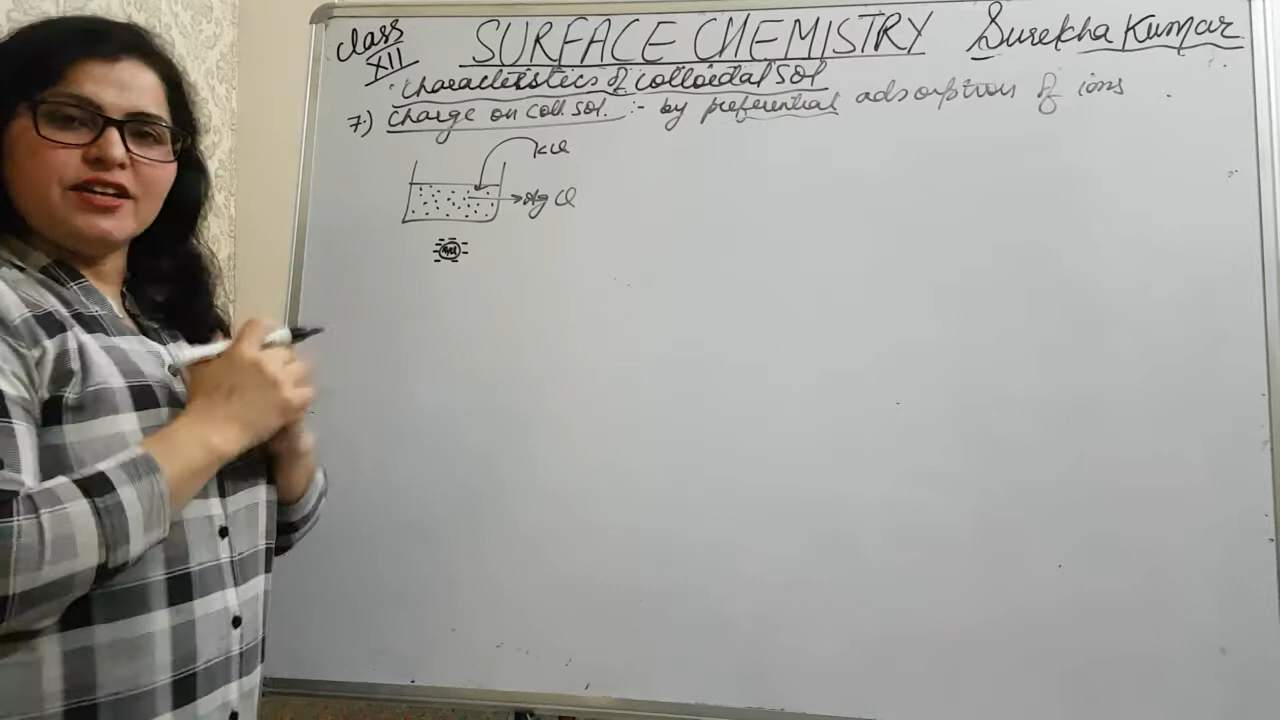 Class XII
SURFACE CHEMISTRY
Surekha Kumar
Characteristics of colloidal sol
7.) Charge on coll. sol. :- by preferential adsorption of ions
KCl
AgCl